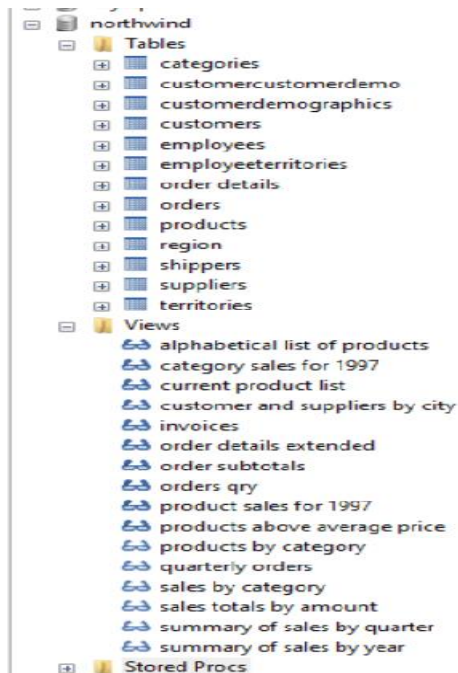 northwind
Tables
categories
customercustomerdemo
customerdemographics
customers
employees
employeeterritories
order details
orders
products
region
shippers
suppliers
territories
Views
alphabetical list of products
category sales for 1997
current product list
customer and suppliers by city
invoices
order details extended
order subtotals
orders qry
product sales for 1997
products above average price
products by category
quarterly orders
sales by category
sales totals by amount
summary of sales by quarter
summary of sales by year
Stored Procs